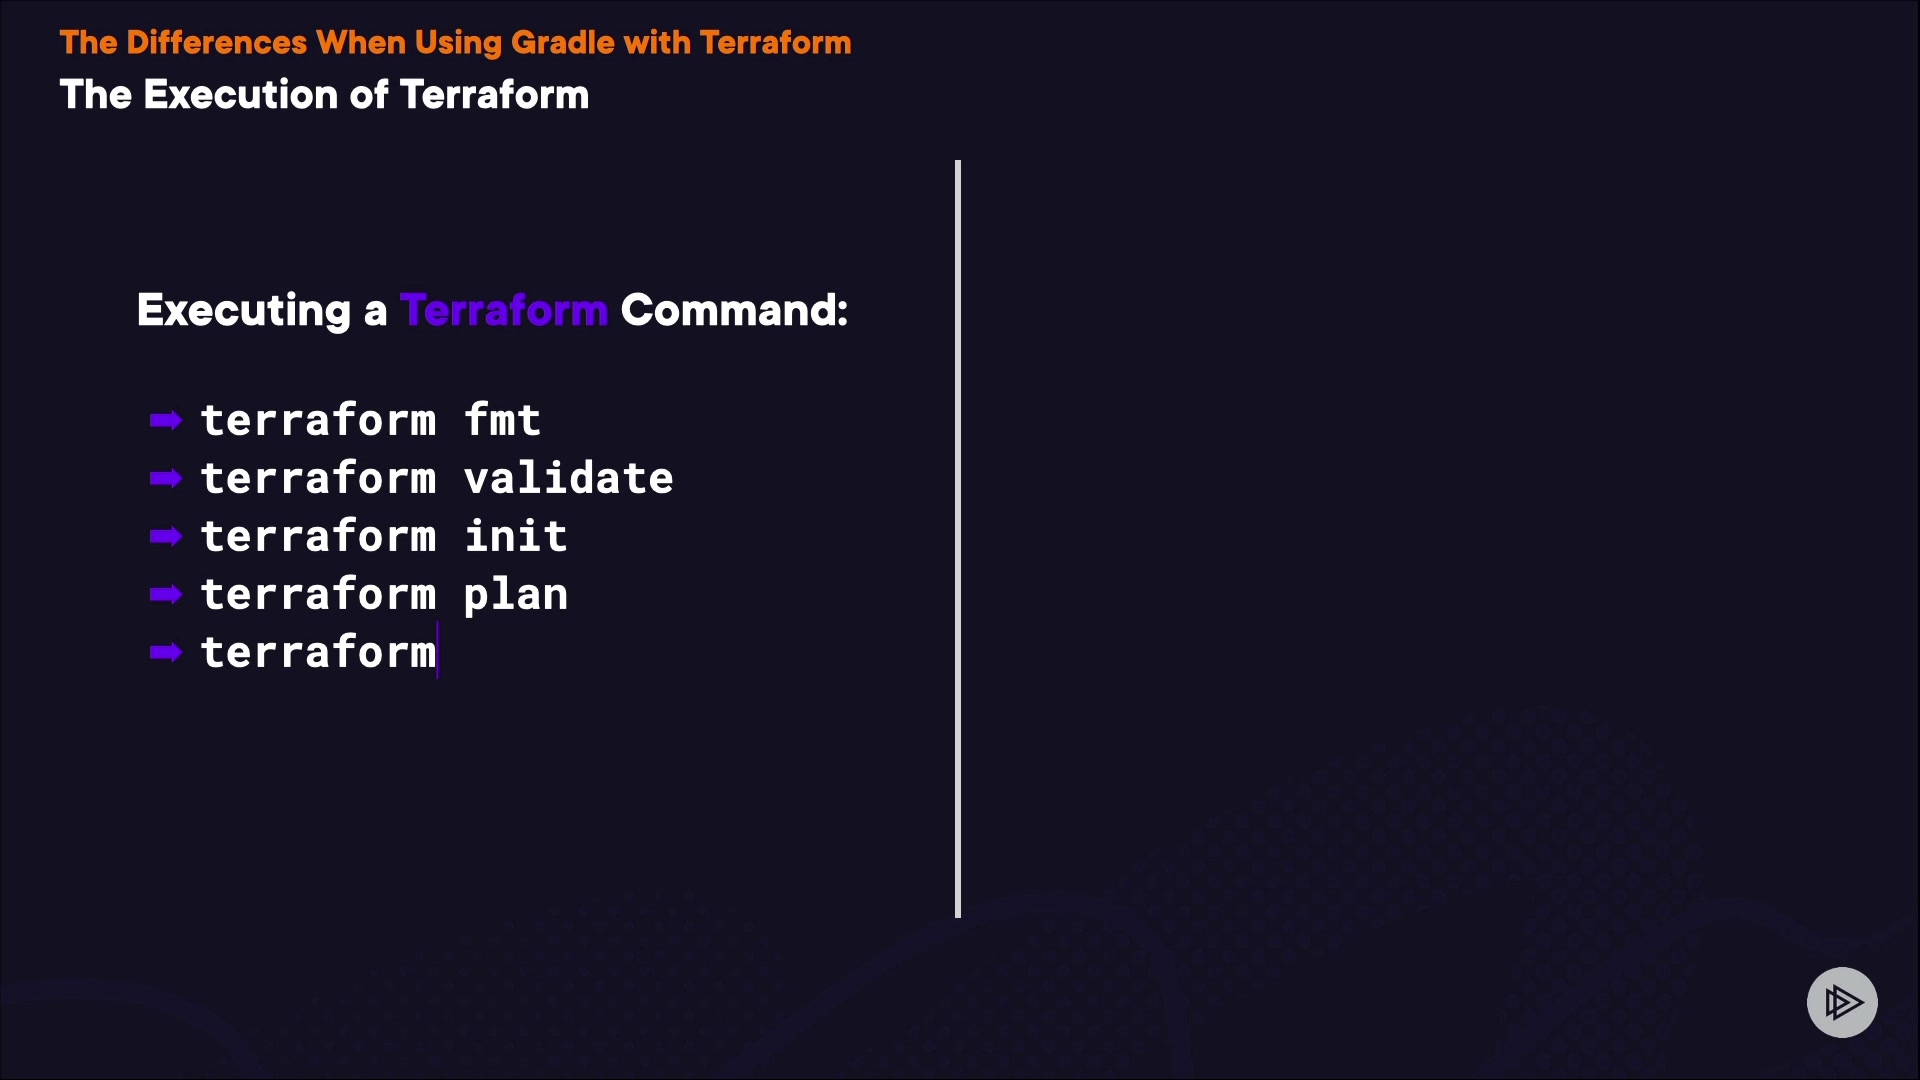 The Differences When Using Gradle with Terraform
The Execution of Terraform
Executing a Terraform Command:
terraform fmt
terraform validate
terraform init
terraform plan
terraform